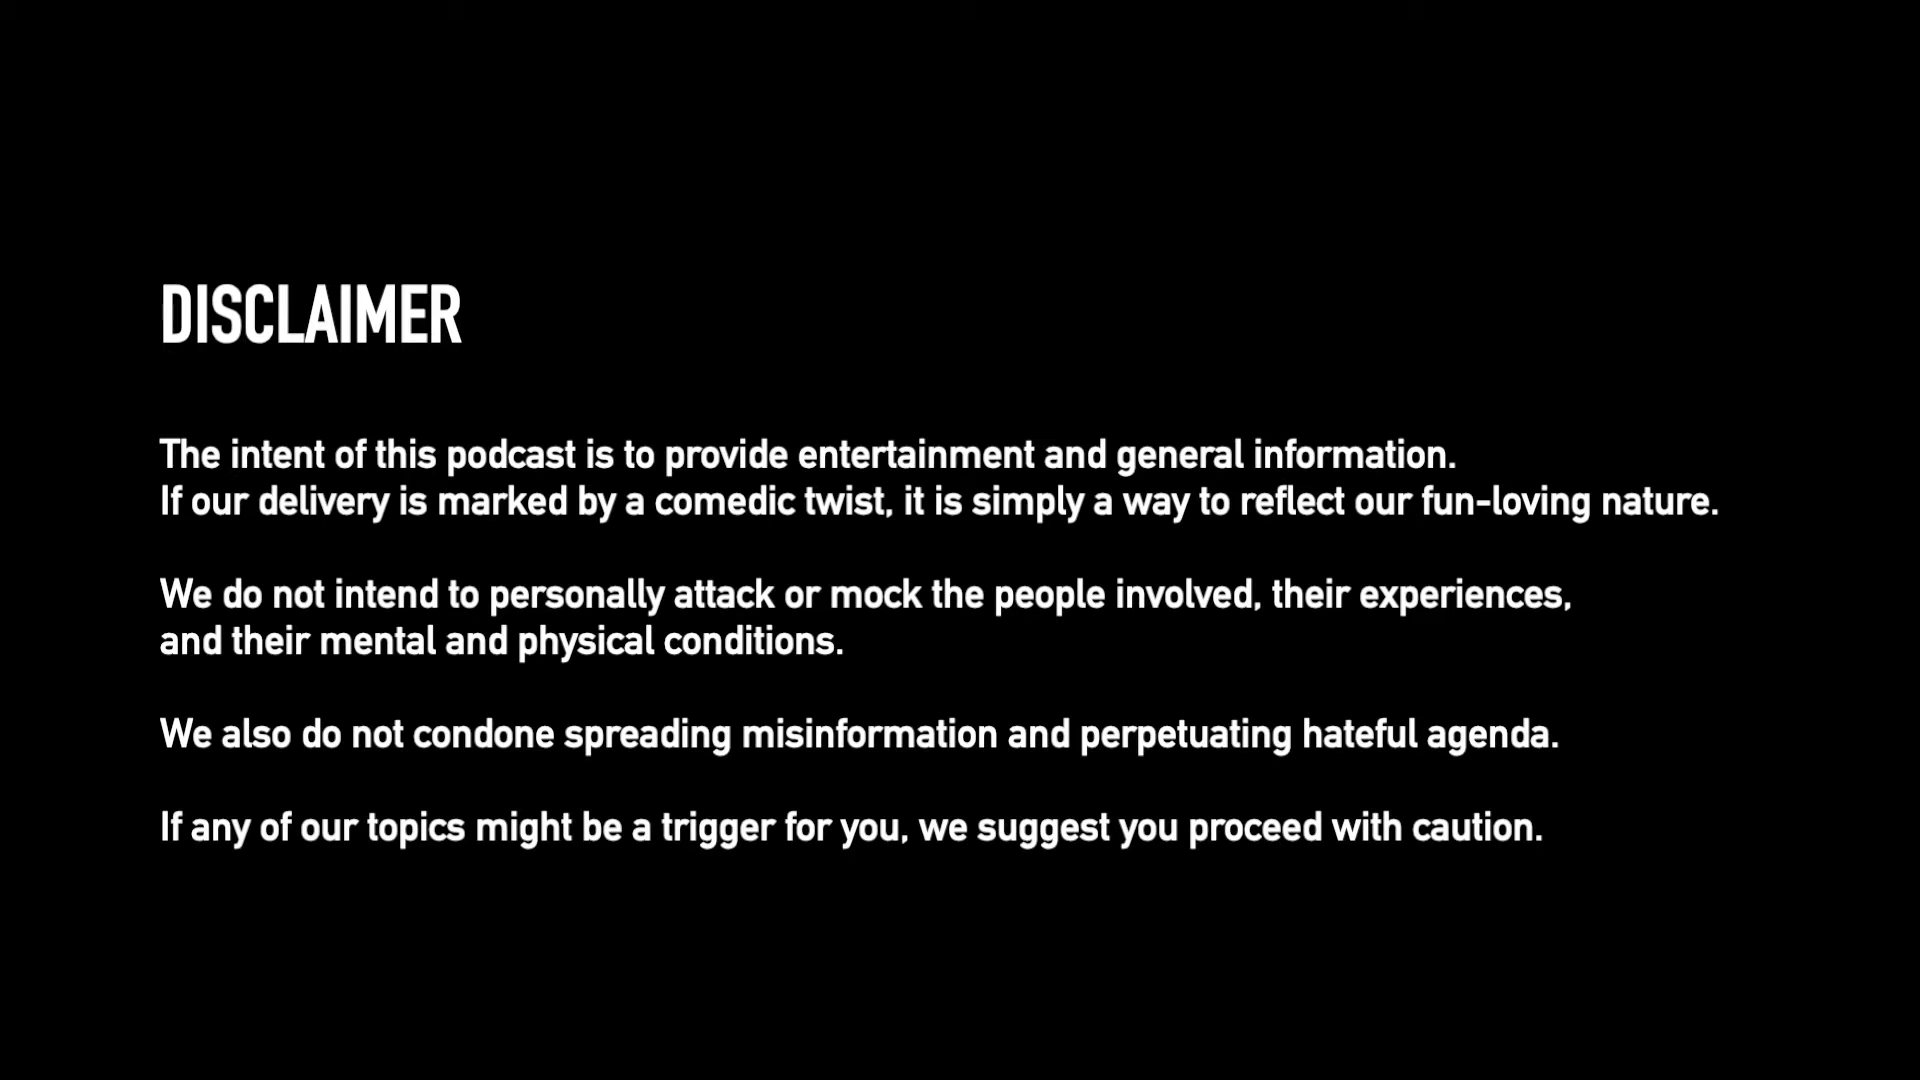 DISCLAIMER
The intent of this podcast is to provide entertainment and general information.
If our delivery is marked by a comedic twist, it is simply a way to reflect our fun-loving nature.
We do not intend to personally attack or mock the people involved, their experiences,
and their mental and physical conditions.
We also do not condone spreading misinformation and perpetuating hateful agenda.
If any of our topics might be a trigger for you, we suggest you proceed with caution.